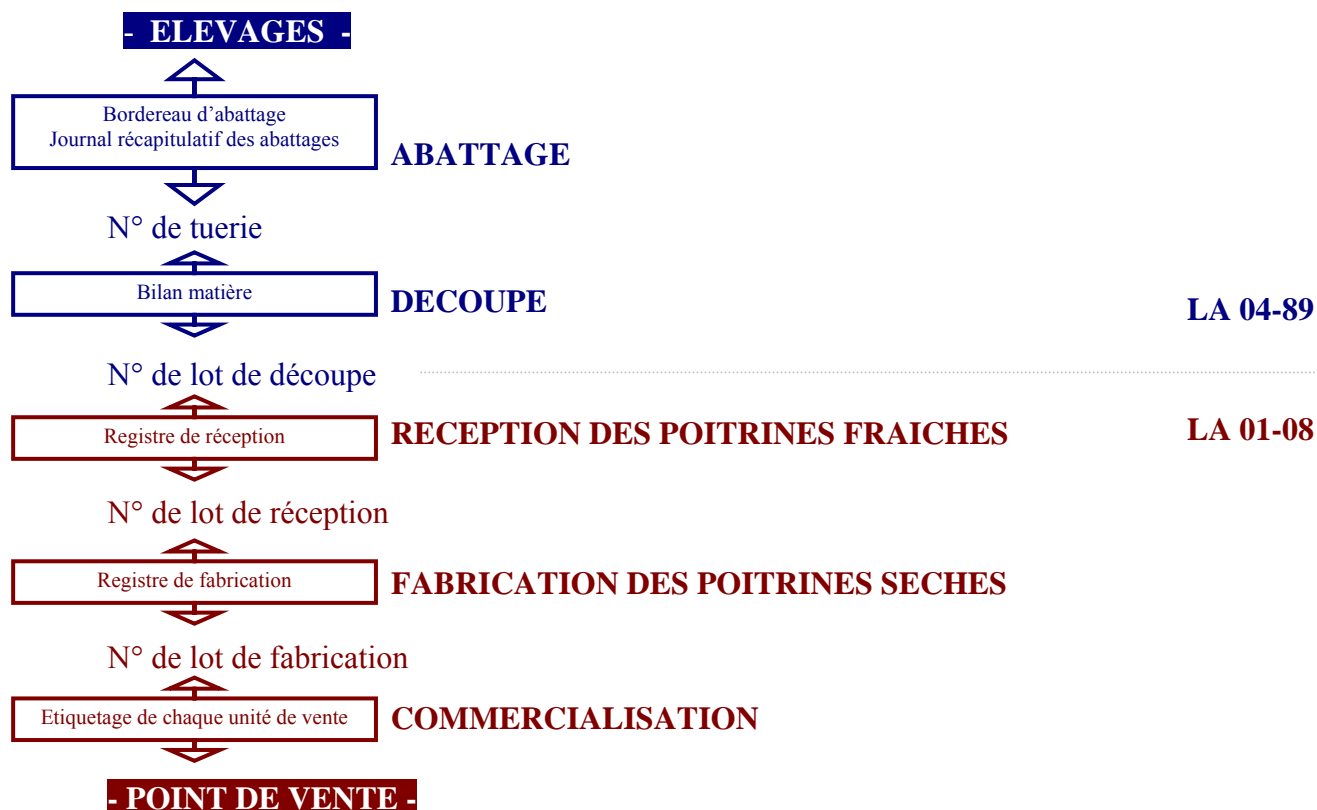 - ELEVAGES -
Bordereau d’abattage
Journal récapitulatif des abattages
ABATTAGE
N° de tuerie
Bilan matière
DECOUPE
LA 04-89
N° de lot de découpe
Registre de réception
RECEPTION DES POITRINES FRAICHES
LA 01-08
N° de lot de réception
Registre de fabrication
FABRICATION DES POITRINES SECHES
N° de lot de fabrication
Etiquetage de chaque unité de vente
COMMERCIALISATION
- POINT DE VENTE -